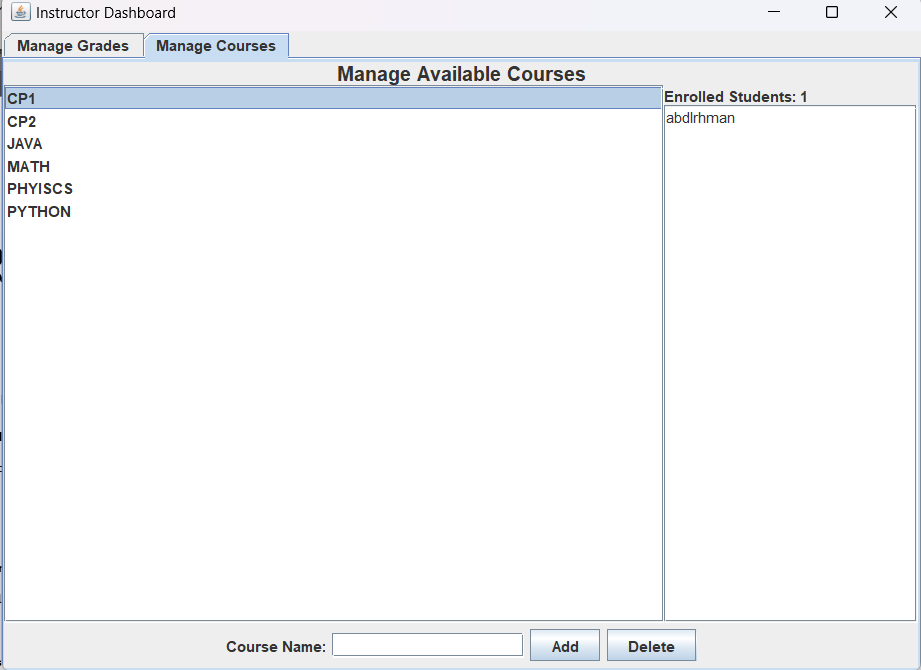 Instructor Dashboard
Manage Grades Manage Courses
Manage Available Courses
CP1
CP2
JAVA
MATH
PHYISCS
PYTHON
Enrolled Students: 1
abdlrhman
Course Name: Add Delete